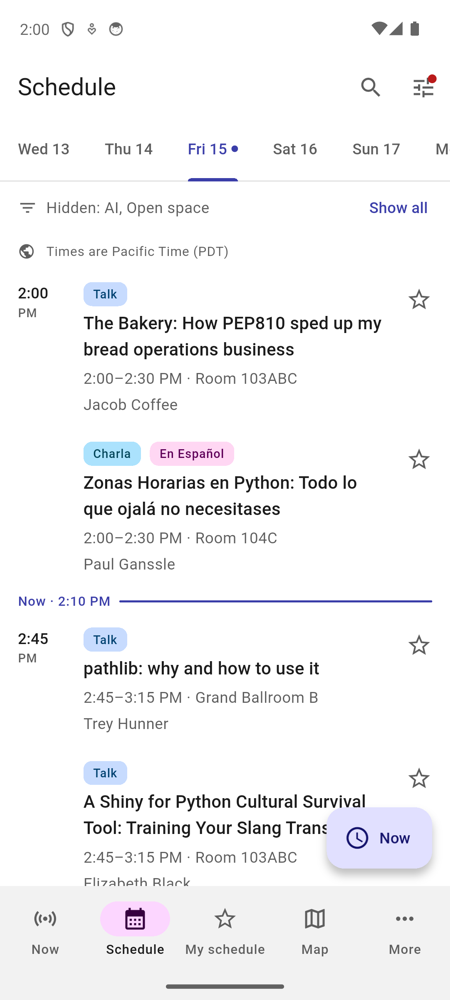 2:00
Schedule
Wed 13 Thu 14 Fri 15 Sat 16 Sun 17 M
Hidden: AI, Open space Show all
Times are Pacific Time (PDT)
2:00 PM
Talk
The Bakery: How PEP810 sped up my
bread operations business
2:00–2:30 PM · Room 103ABC
Jacob Coffee
Charla En Español
Zonas Horarias en Python: Todo lo
que ojalá no necesitases
2:00–2:30 PM · Room 104C
Paul Ganssle
Now · 2:10 PM
2:45 PM
Talk
pathlib: why and how to use it
2:45–3:15 PM · Grand Ballroom B
Trey Hunner
Talk
A Shiny for Python Cultural Survival
Tool: Training Your Slang Trans
2:45–3:15 PM · Room 103ABC
Elizabeth Black
Now
Now Schedule My schedule Map More